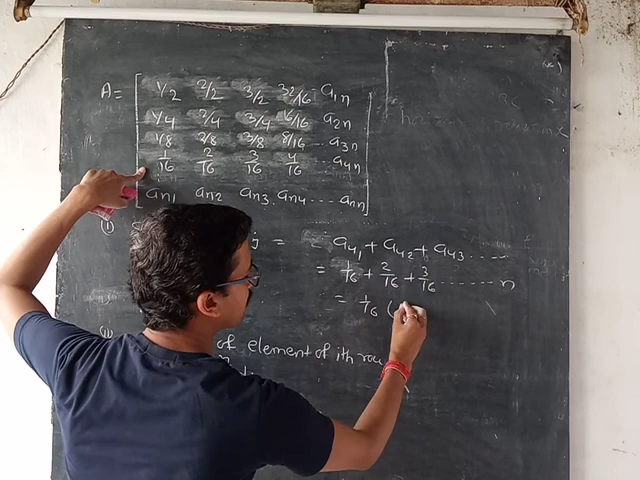 A = [ 1/2 2/2 3/2 32/16 a1n
1/4 2/4 3/4 16/16 a2n
1/8 2/8 3/8 8/16 ... a3n
1/16 2/16 3/16 4/16 ... a4n
an1 an2 an3 an4 ... ann ]
(i) j = = a41 + a42 + a43 ....
= 1/16 + 2/16 + 3/16 ....... n
= 1/16 (
of element of ith row